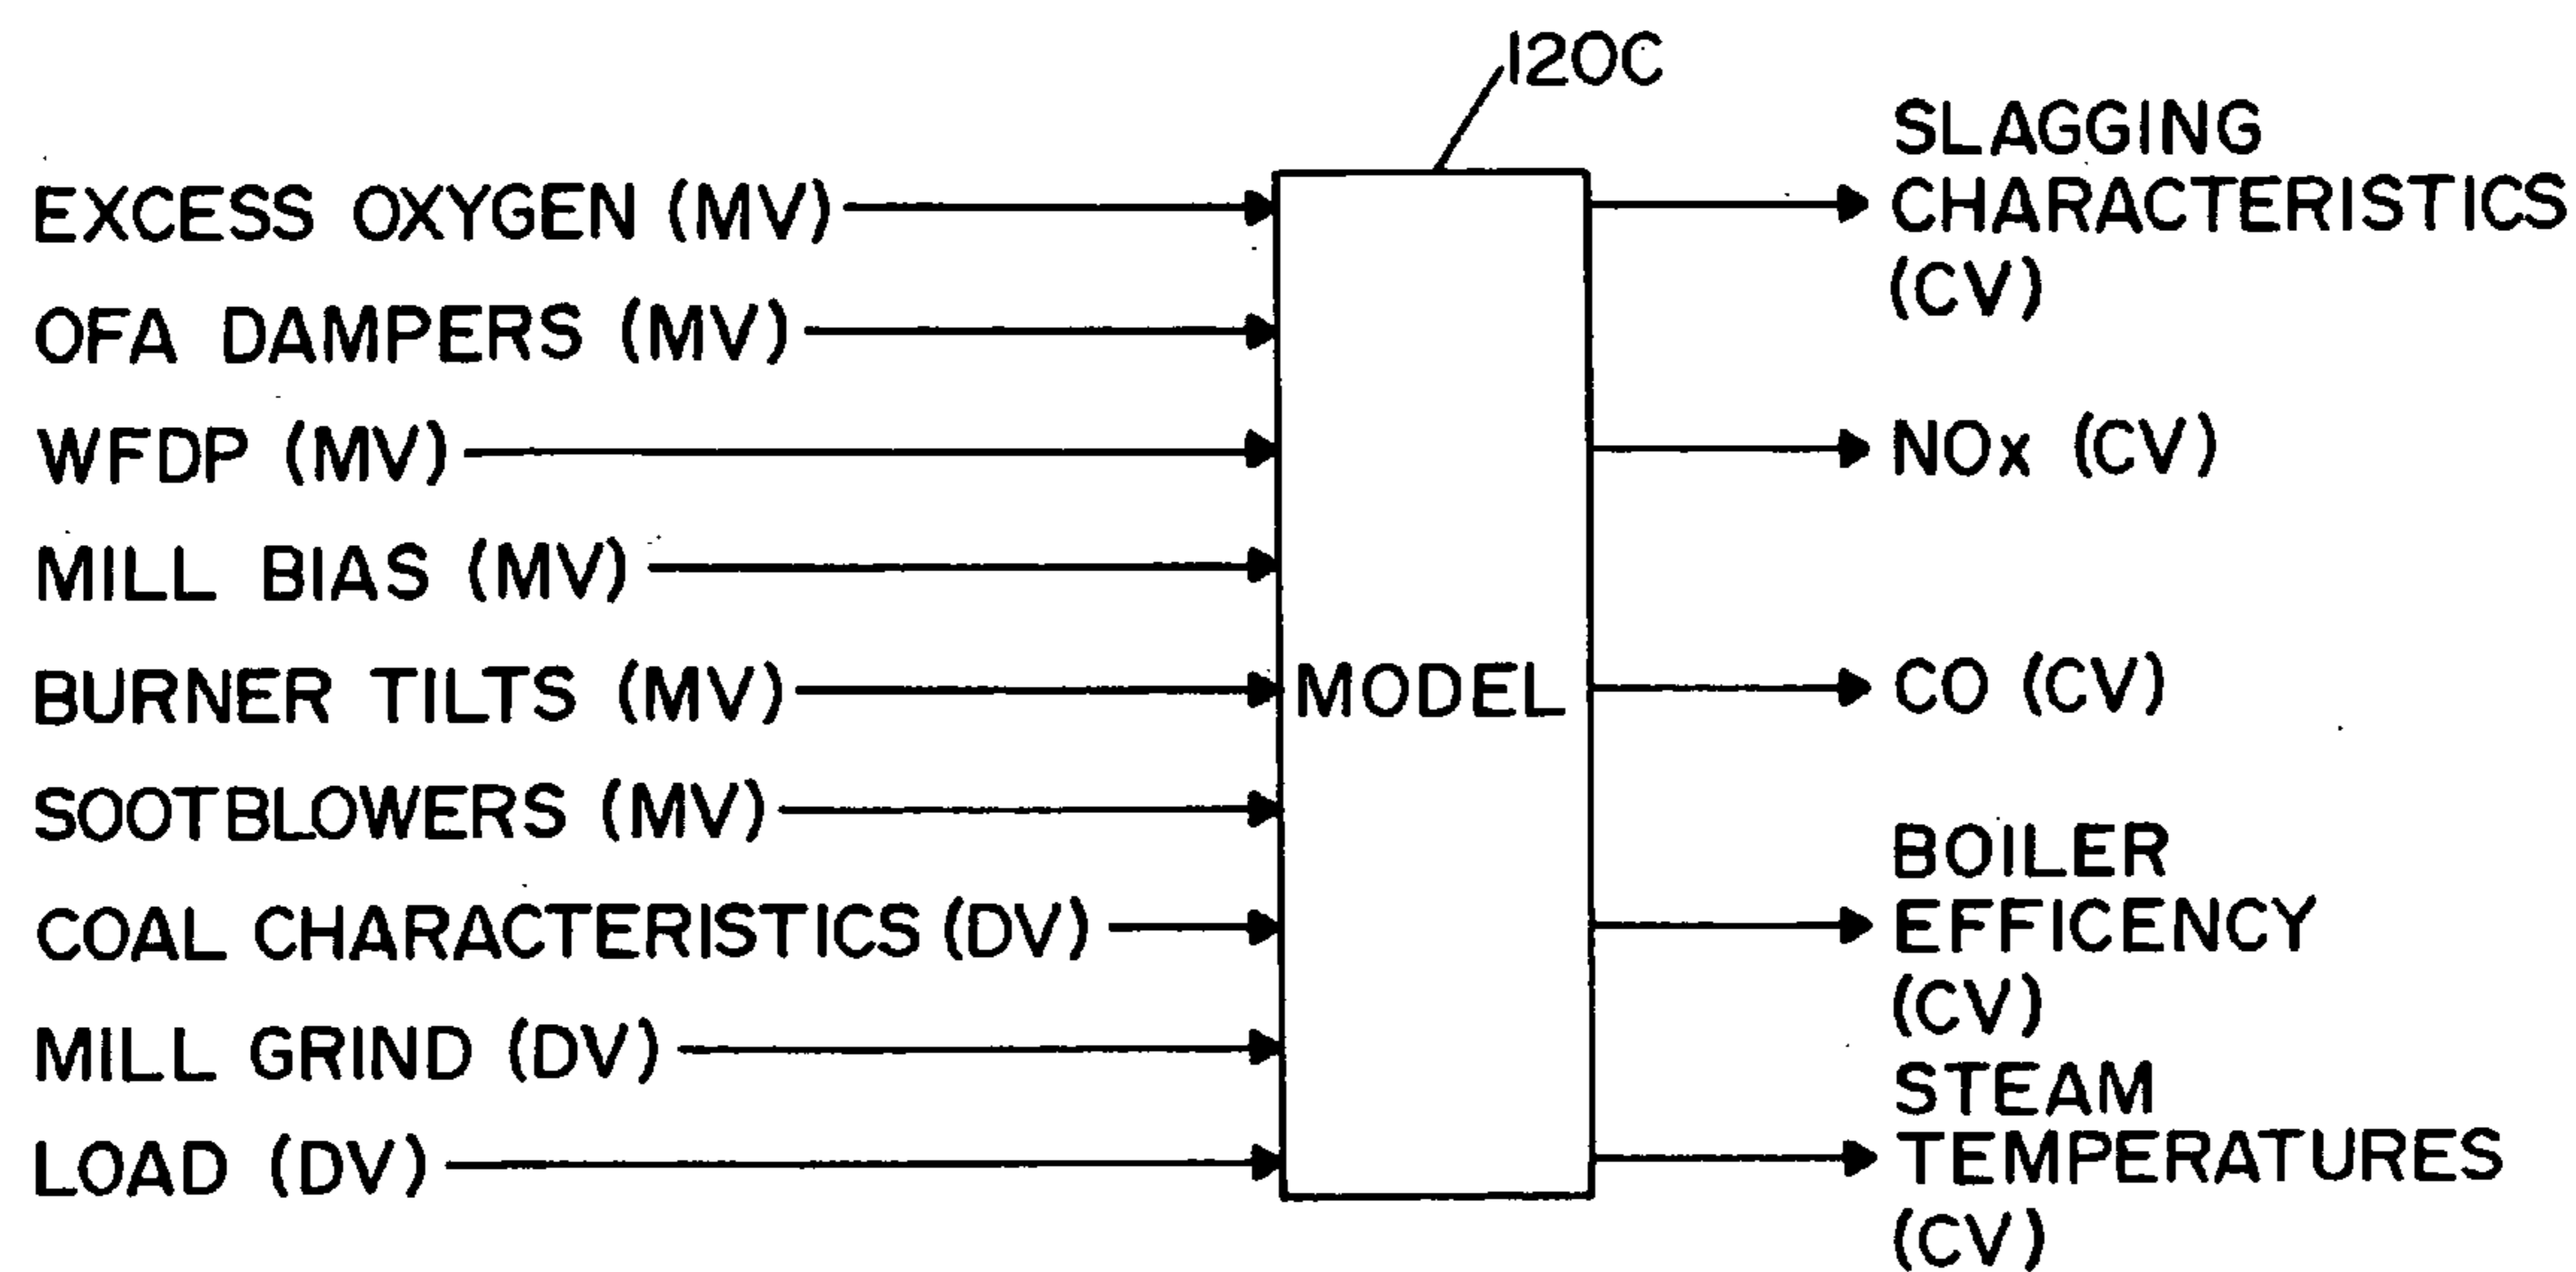 120C
EXCESS OXYGEN (MV)
OFA DAMPERS (MV)
WFDP (MV)
MILL BIAS (MV)
BURNER TILTS (MV)
SOOTBLOWERS (MV)
COAL CHARACTERISTICS (DV)
MILL GRIND (DV)
LOAD (DV)
MODEL
SLAGGING
CHARACTERISTICS
(CV)
NOx (CV)
CO (CV)
BOILER
EFFICENCY
(CV)
STEAM
TEMPERATURES
(CV)